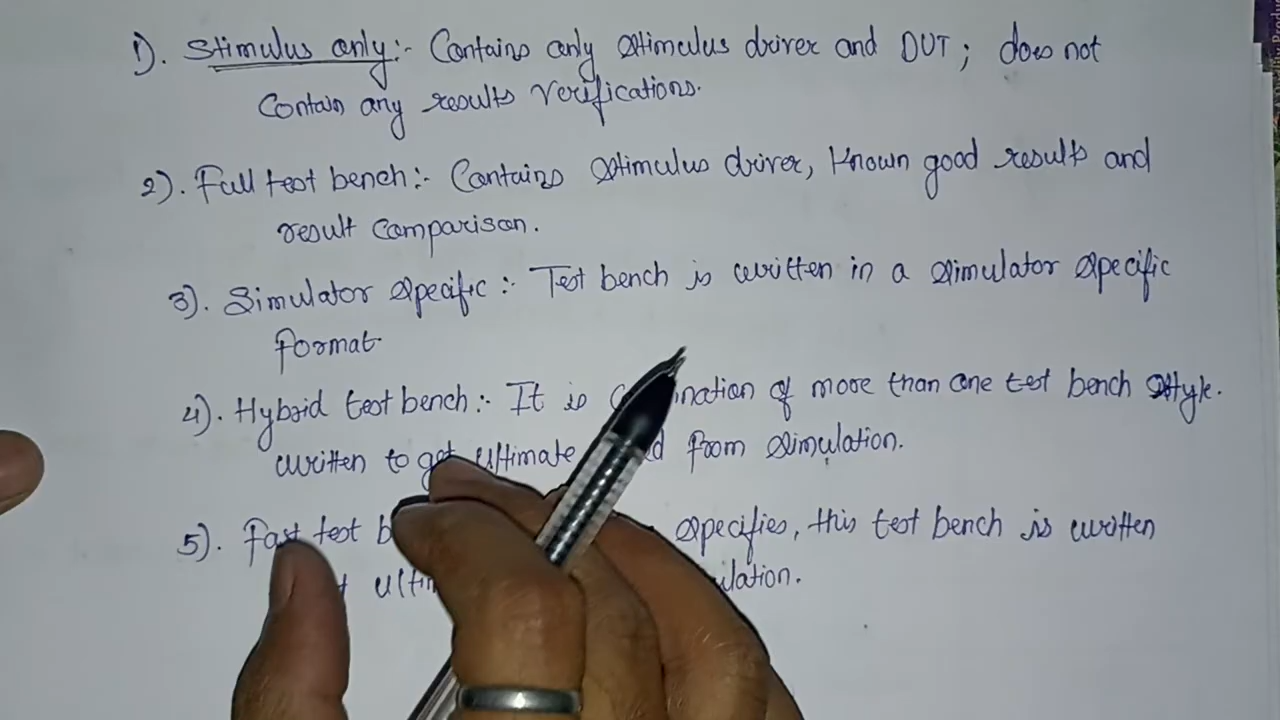 1). Stimulus only:- Contains only stimulus driver and DUT; does not
Contain any results verifications.
2). Full test bench:- Contains stimulus driver, known good results and
result comparison.
3). Simulator specific:- Test bench is written in a simulator specific
format
4). Hybrid test bench:- It is nation of more than one test bench style.
written to get ultimate from simulation.
5). Fast test specifies, this test bench is written